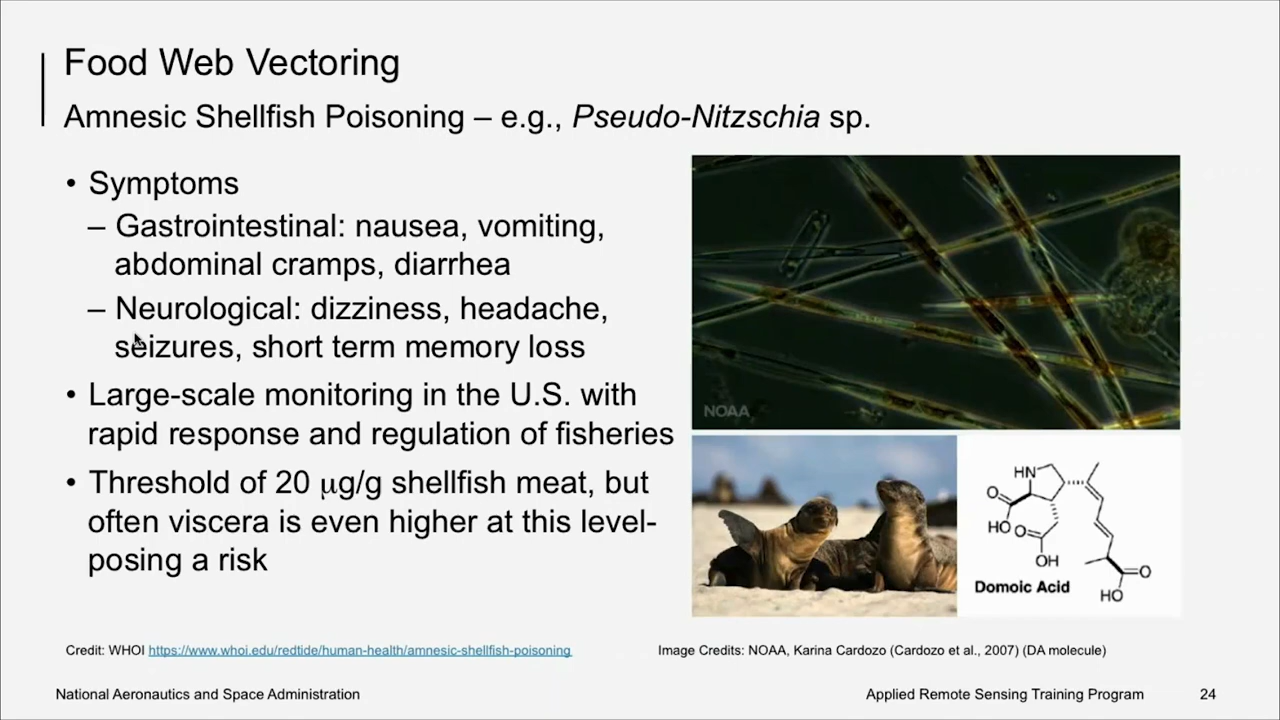 Food Web Vectoring
Amnesic Shellfish Poisoning – e.g., Pseudo-Nitzschia sp.
• Symptoms
– Gastrointestinal: nausea, vomiting,
abdominal cramps, diarrhea
– Neurological: dizziness, headache,
seizures, short term memory loss
• Large-scale monitoring in the U.S. with
rapid response and regulation of fisheries
• Threshold of 20 μg/g shellfish meat, but
often viscera is even higher at this level-
posing a risk
NOAA
HN
O
HO
O
OH
O
HO
Domoic Acid
Credit: WHOI https://www.whoi.edu/redtide/human-health/amnesic-shellfish-poisoning
Image Credits: NOAA, Karina Cardozo (Cardozo et al., 2007) (DA molecule)
National Aeronautics and Space Administration
Applied Remote Sensing Training Program
24